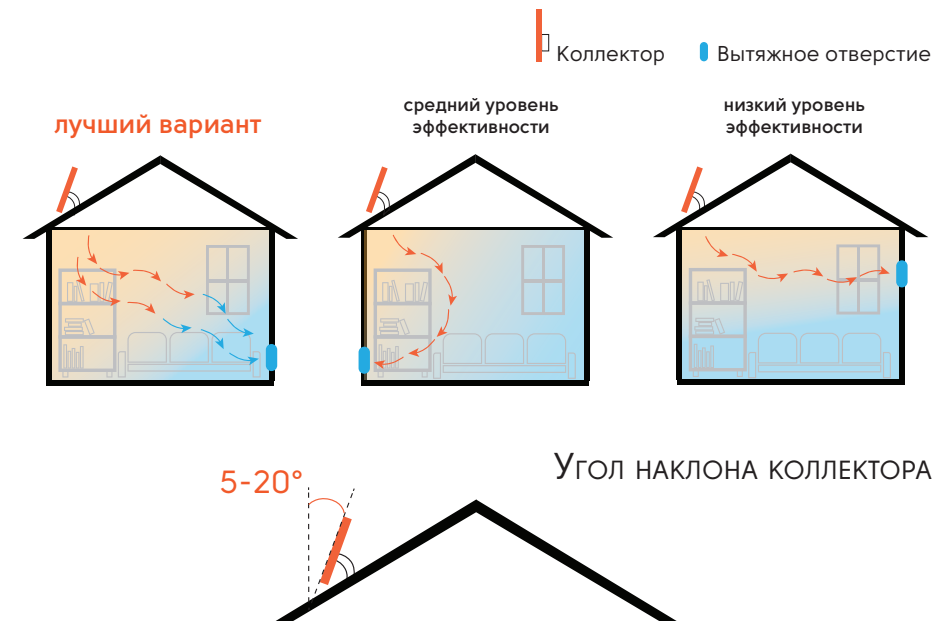 Коллектор
Вытяжное отверстие
лучший вариант
средний уровень
эффективности
низкий уровень
эффективности
5-20°
Угол наклона коллектора